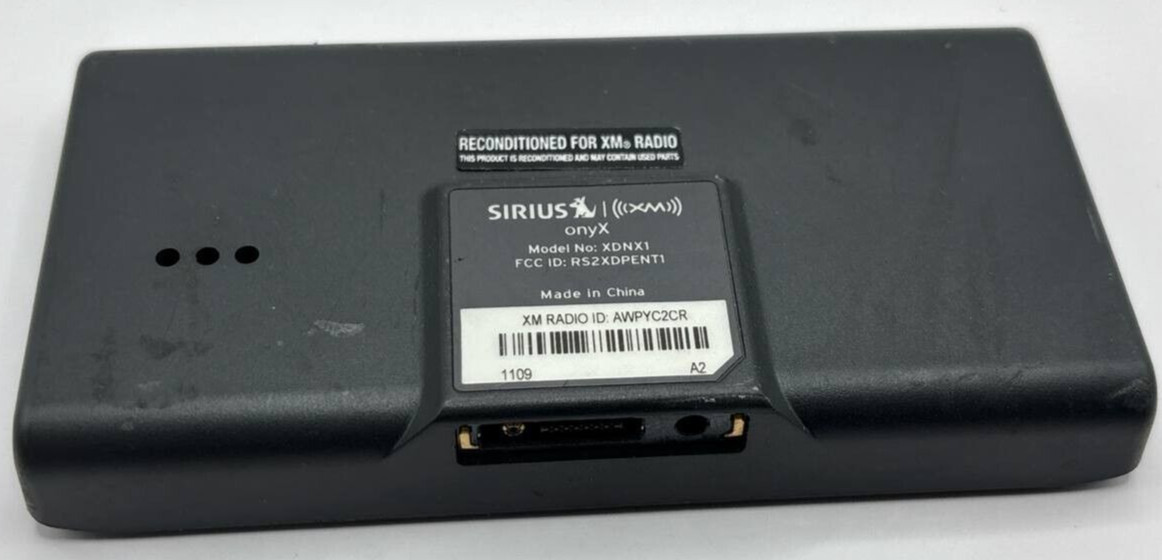 RECONDITIONED FOR XM® RADIO
THIS PRODUCT IS RECONDITIONED AND MAY CONTAIN USED PARTS
SIRIUS | ((XM))
onyX
Model No: XDNX1
FCC ID: RS2XDPENT1
Made in China
XM RADIO ID: AWPYC2CR
1109 A2